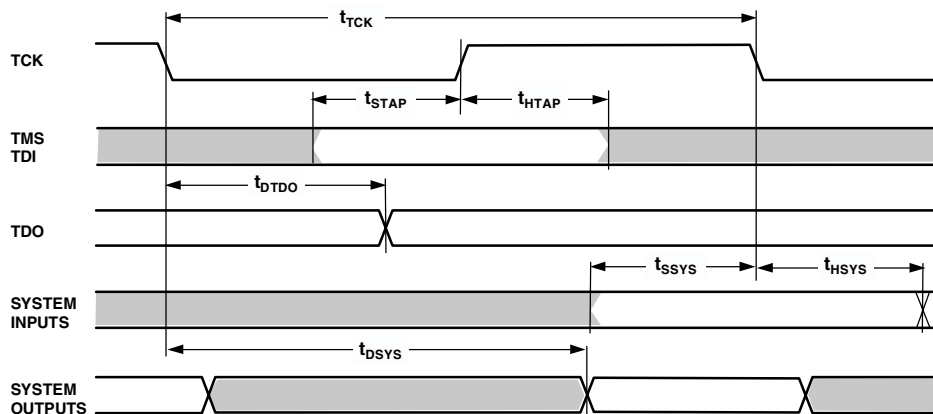 tTCK
TCK
tSTAP
tHTAP
TMS
TDI
tDTDO
TDO
tSSYS
tHSYS
SYSTEM
INPUTS
tDSYS
SYSTEM
OUTPUTS